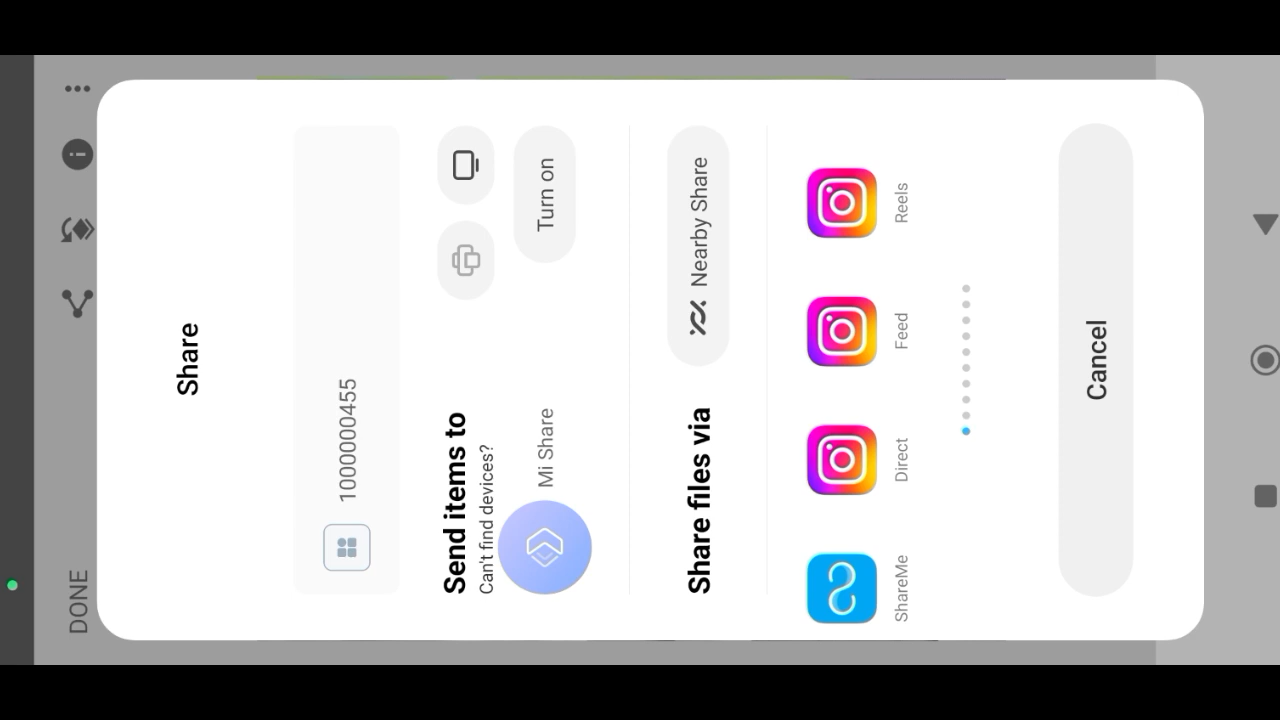 DONE
Share
1000000455
Send items to
Can't find devices?
Mi Share
Turn on
Share files via
Nearby Share
ShareMe
Direct
Feed
Reels
Cancel